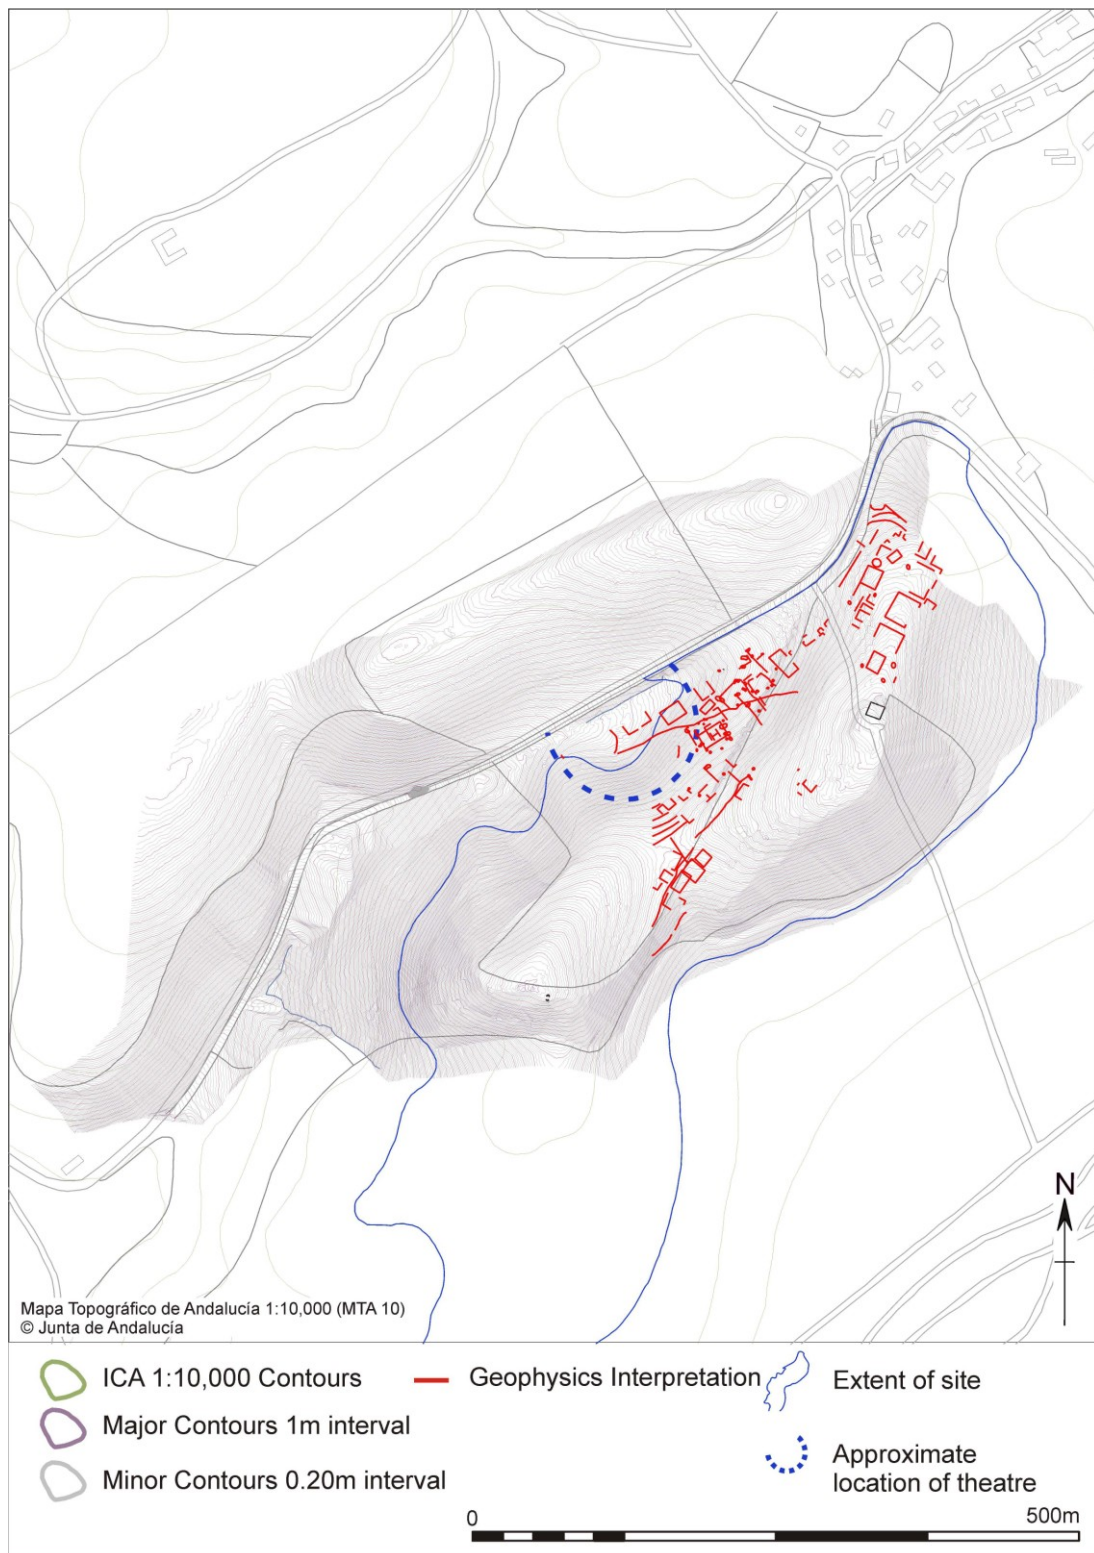 N
Mapa Topográfico de Andalucía 1:10,000 (MTA 10)
© Junta de Andalucía
ICA 1:10,000 Contours
Geophysics Interpretation
Extent of site
Major Contours 1m interval
Approximate
location of theatre
Minor Contours 0.20m interval
0
500m